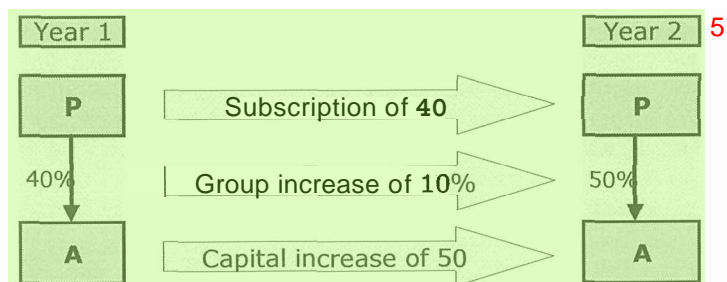 Year 1
Year 2
5
P
Subscription of 40
P
40%
Group increase of 10%
50%
A
Capital increase of 50
A